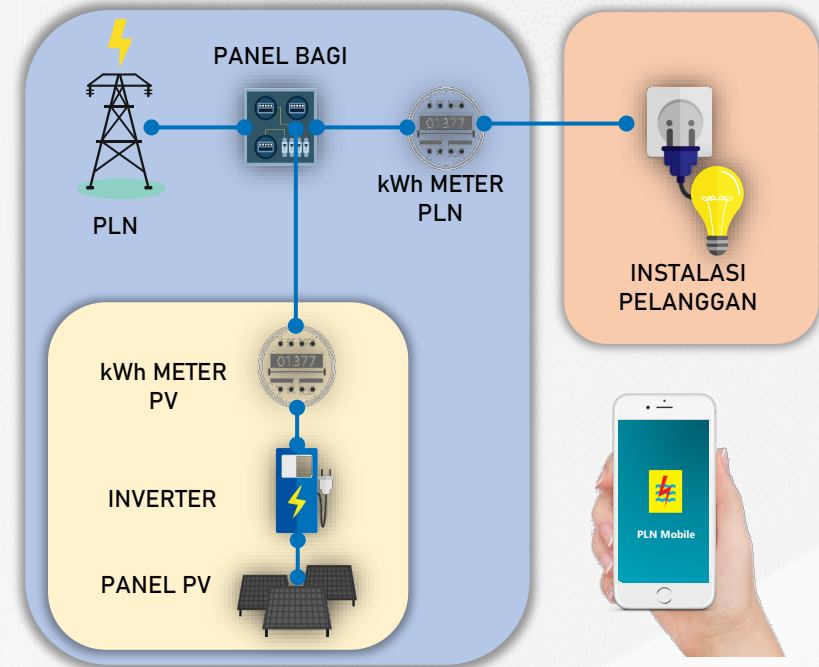 PANEL BAGI
01377
kWh METER
PLN
PLN
INSTALASI
PELANGGAN
01377
kWh METER
PV
INVERTER
PANEL PV
PLN Mobile